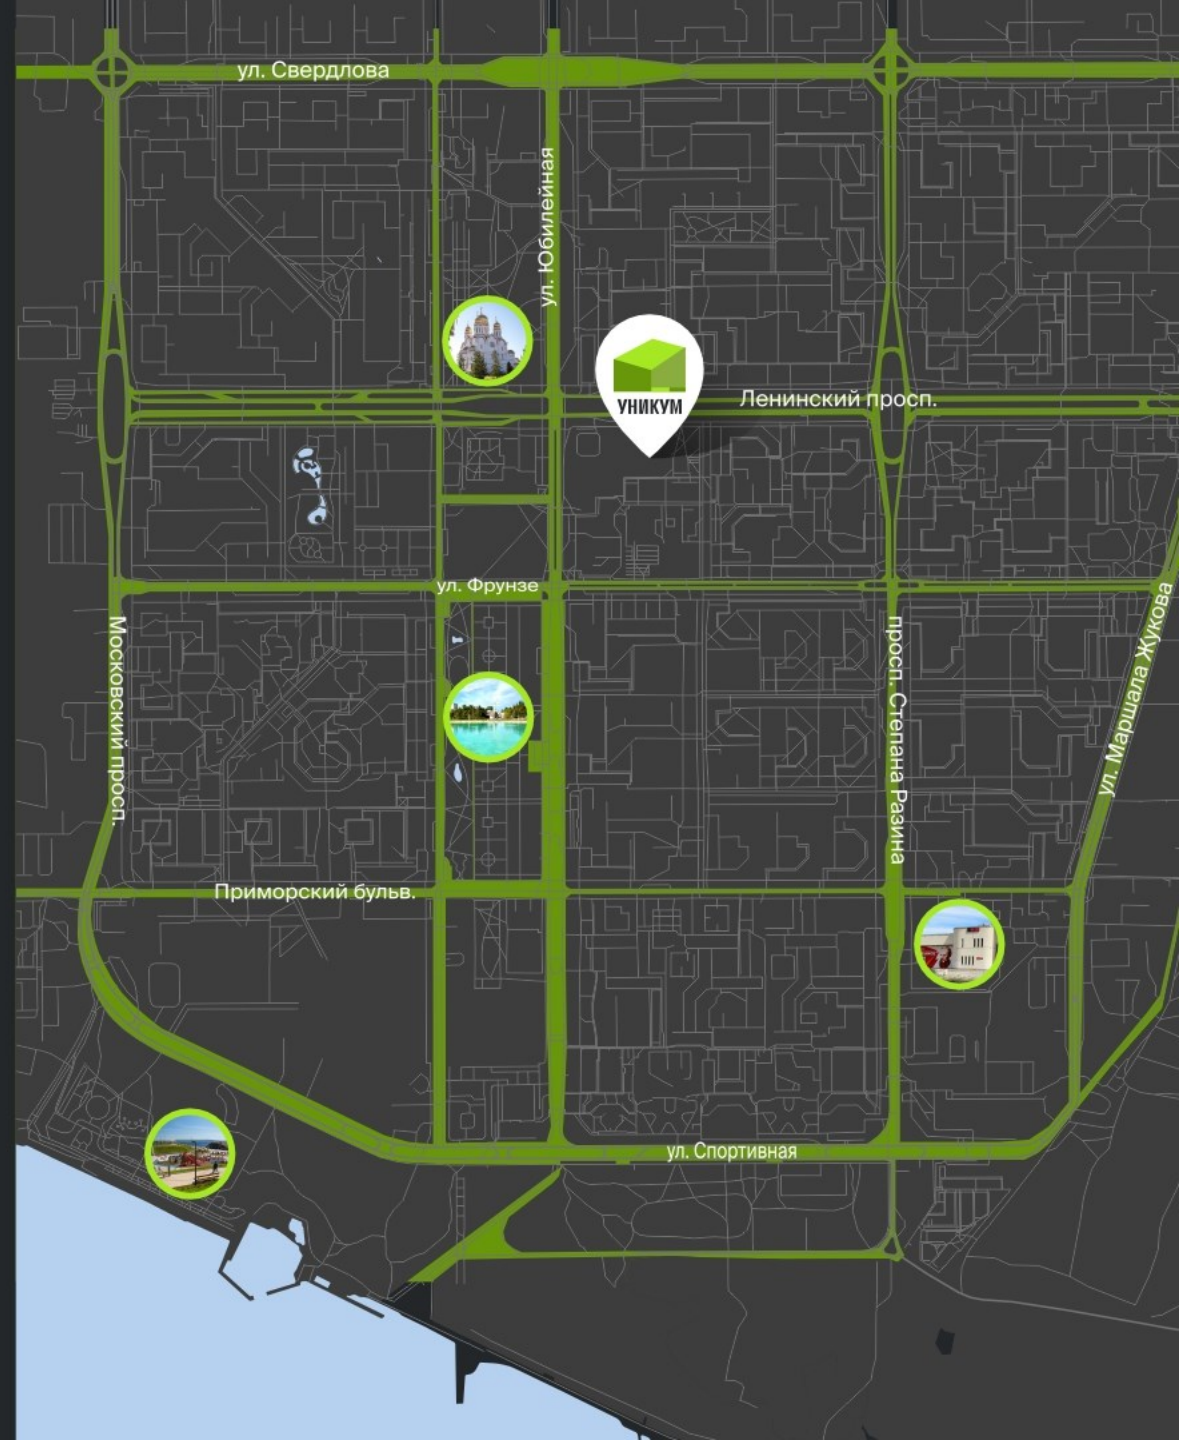 ул. Свердлова
ул. Юбилейная
УНИКУМ
Ленинский просп.
ул. Фрунзе
Московский просп.
просп. Степана Разина
ул. Маршала Жукова
Приморский бульв.
ул. Спортивная